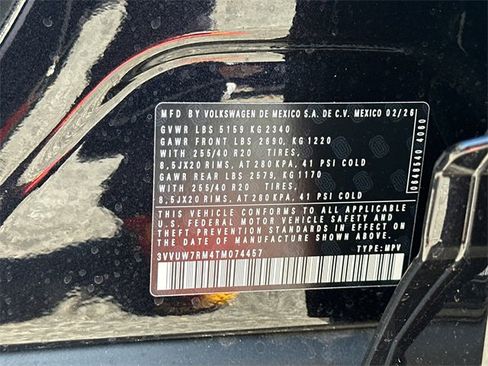 MFD BY VOLKSWAGEN DE MEXICO S.A. DE C.V. MEXICO 02/26
GVWR LBS 5159 KG2340
GAWR FRONT LBS 2690, KG1220
WITH 255/40 R20 TIRES,
8,5JX20 RIMS, AT 280 KPA, 41 PSI COLD
GAWR REAR LBS 2579, KG 1170
WITH 255/40 R20 TIRES,
8,5JX20 RIMS, AT 280 KPA, 41 PSI COLD
THIS VEHICLE CONFORMS TO ALL APPLICABLE
U.S. FEDERAL MOTOR VEHICLE SAFETY AND
THEFT PREVENTION STANDARDS IN EFFECT ON
THE DATE OF MANUFACTURE SHOWN ABOVE.
3VVUW7RM4TM074457 TYPE: MPV